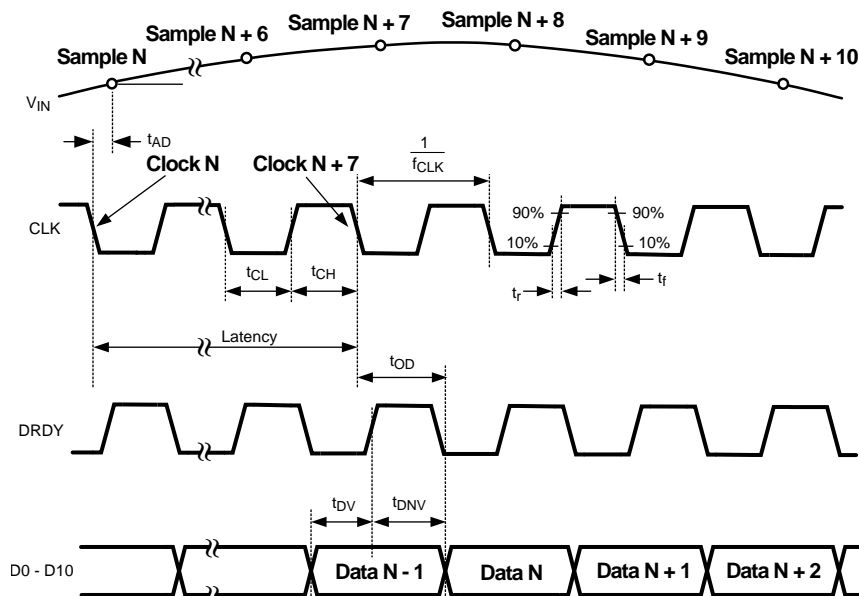 Sample N
Sample N + 6
Sample N + 7
Sample N + 8
Sample N + 9
Sample N + 10
VIN
tAD
Clock N
Clock N + 7
1
fCLK
CLK
90%
90%
10%
10%
tCL
tCH
tr
tf
Latency
tOD
DRDY
tDV
tDNV
D0 - D10
Data N - 1
Data N
Data N + 1
Data N + 2